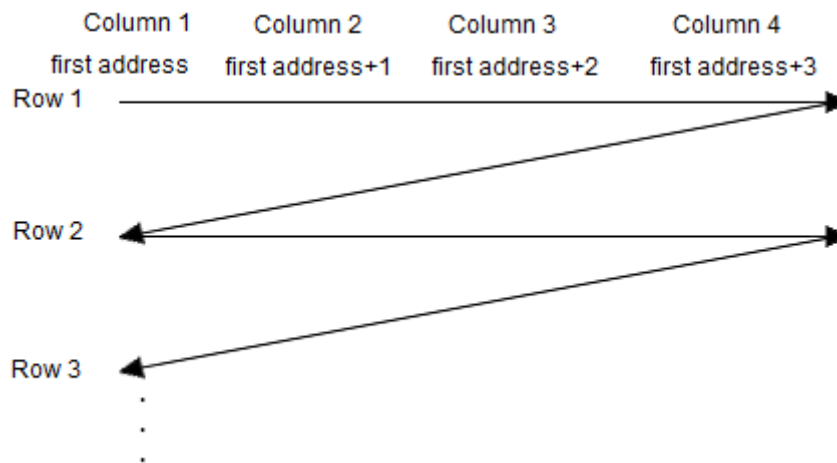 Column 1 Column 2 Column 3 Column 4
first address first address+1 first address+2 first address+3
Row 1
Row 2
Row 3